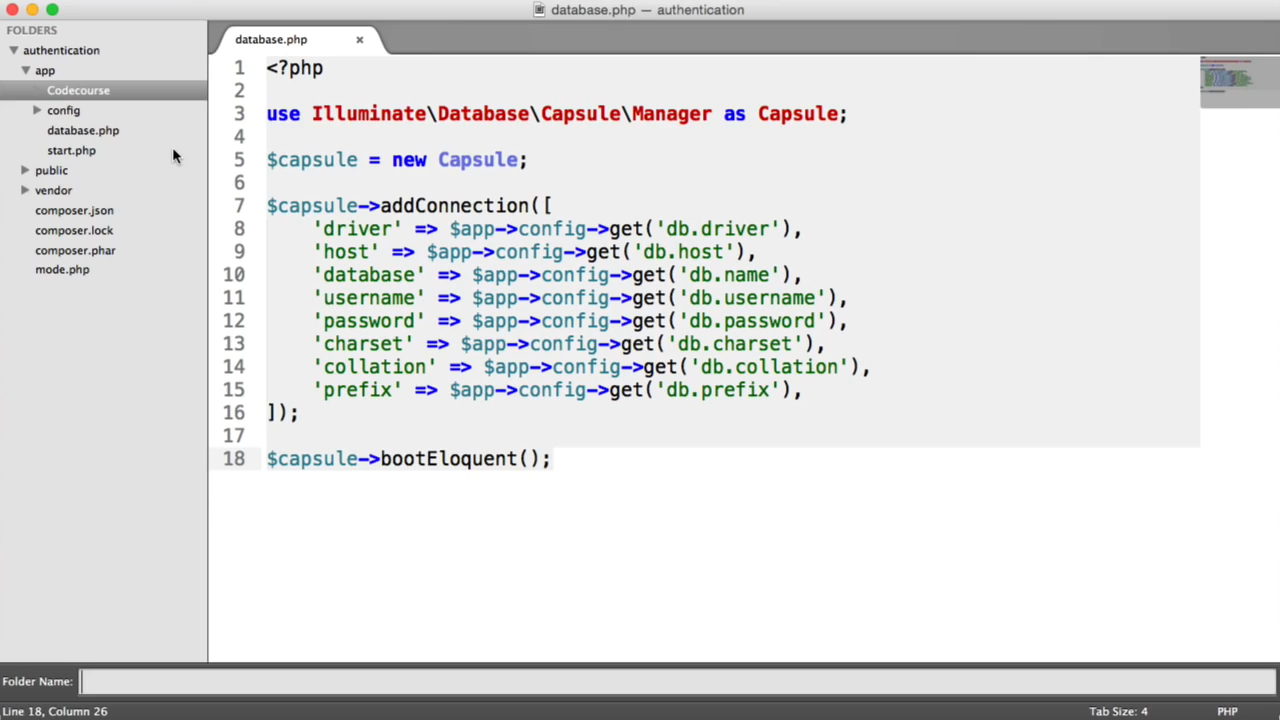 database.php — authentication
FOLDERS
authentication
app
Codecourse
config
database.php
start.php
public
vendor
composer.json
composer.lock
composer.phar
mode.php
database.php ×
1 <?php
2
3 use Illuminate\Database\Capsule\Manager as Capsule;
4
5 $capsule = new Capsule;
6
7 $capsule->addConnection([
8 'driver' => $app->config->get('db.driver'),
9 'host' => $app->config->get('db.host'),
10 'database' => $app->config->get('db.name'),
11 'username' => $app->config->get('db.username'),
12 'password' => $app->config->get('db.password'),
13 'charset' => $app->config->get('db.charset'),
14 'collation' => $app->config->get('db.collation'),
15 'prefix' => $app->config->get('db.prefix'),
16 ]);
17
18 $capsule->bootEloquent();
Folder Name:
Line 18, Column 26 Tab Size: 4 PHP